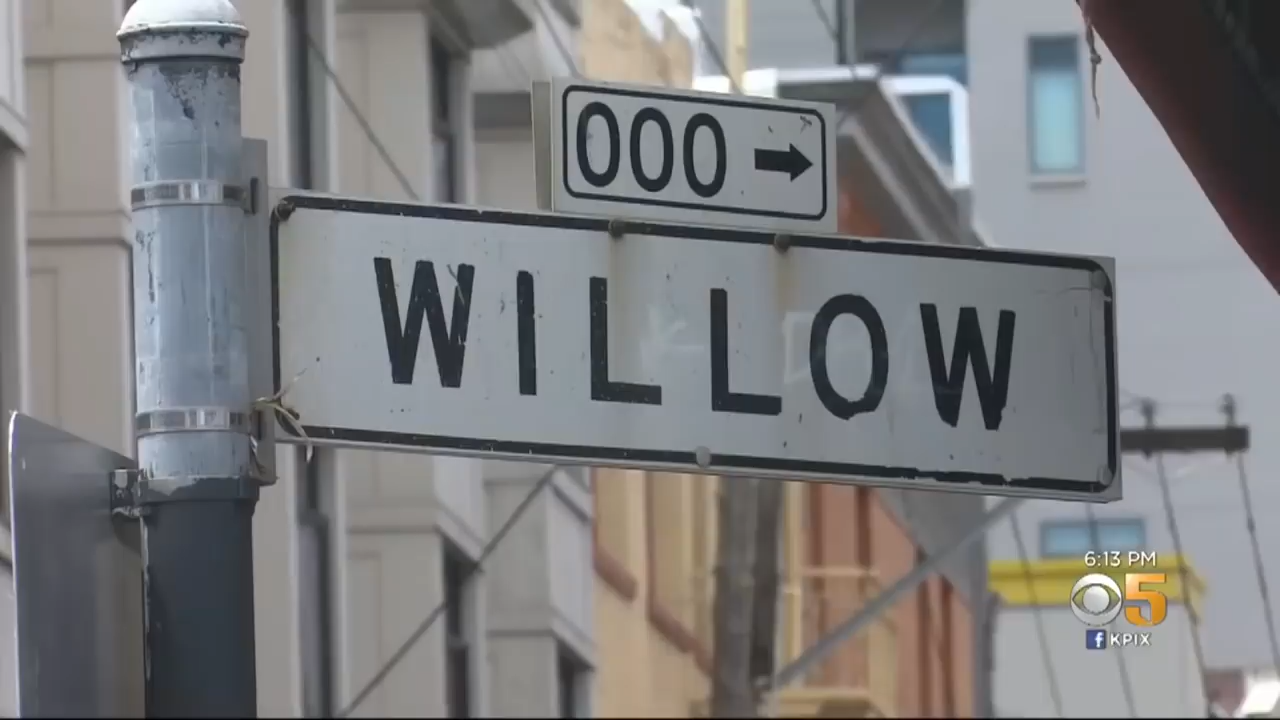 000 →
WILLOW
6:13 PM
5
f KPIX